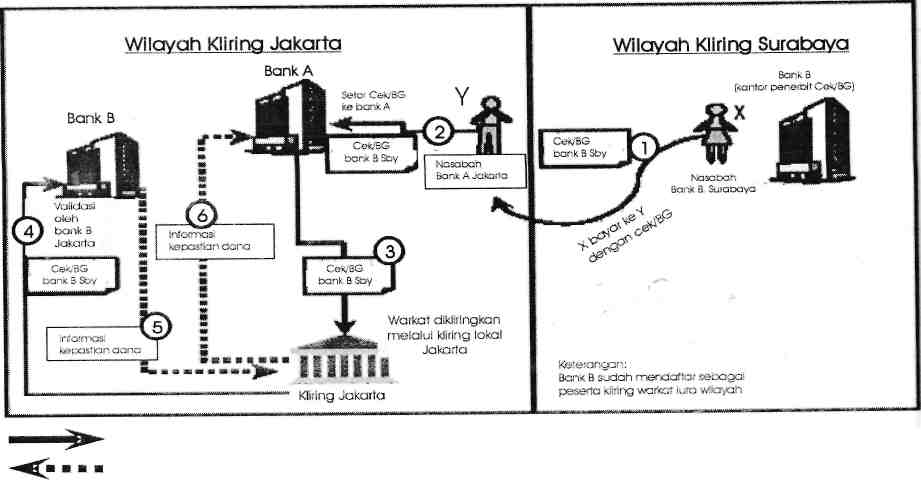 Wilayah Kliring Jakarta
Bank A
Setor Cek/BG
ke bank A
Y
2
Cek/BG
bank B Sby
Nasabah
Bank A Jakarta
Bank B
Validasi
oleh
bank B
Jakarta
4
Cek/BG
bank B Sby
6
Informasi
kepastian dana
3
Cek/BG
bank B Sby
5
Informasi
kepastian dana
Warkat dikliringkan
melalui kliring lokal
Jakarta
Kliring Jakarta
Wilayah Kliring Surabaya
Bank B
(kantor penerbit Cek/BG)
X
1
Cek/BG
bank B Sby
Nasabah
Bank B. Surabaya
X bayar ke Y
dengan cek/BG
Keterangan:
Bank B sudah mendaftar sebagai
peserta kliring warkat lura wilayah